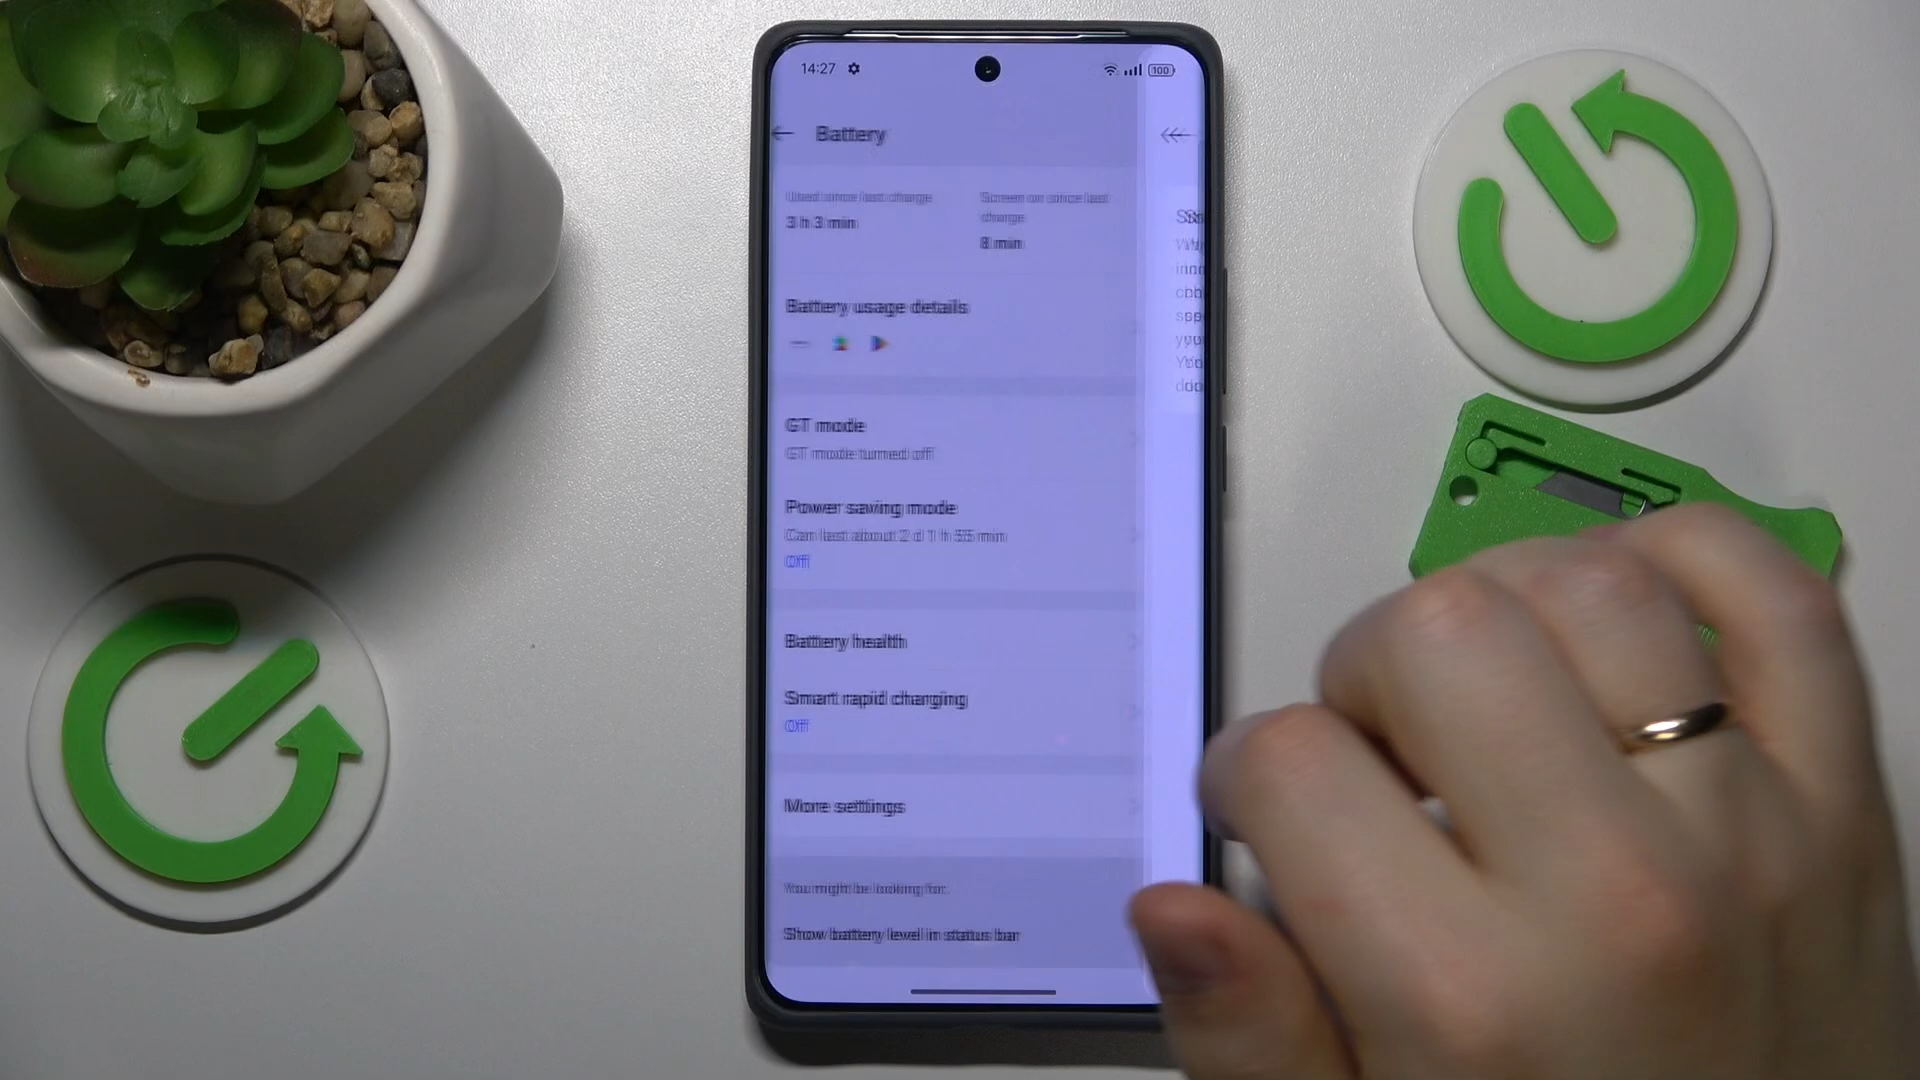 14:27
100
Battery
Used since last charge
3 h 3 min
Screen on since last
charge
8 min
Battery usage details
GT mode
GT mode turned off
Power saving mode
Can last about 2 d 1 h 55 min
Off
Battery health
Smart rapid charging
Off
More settings
You might be looking for:
Show battery level in status bar